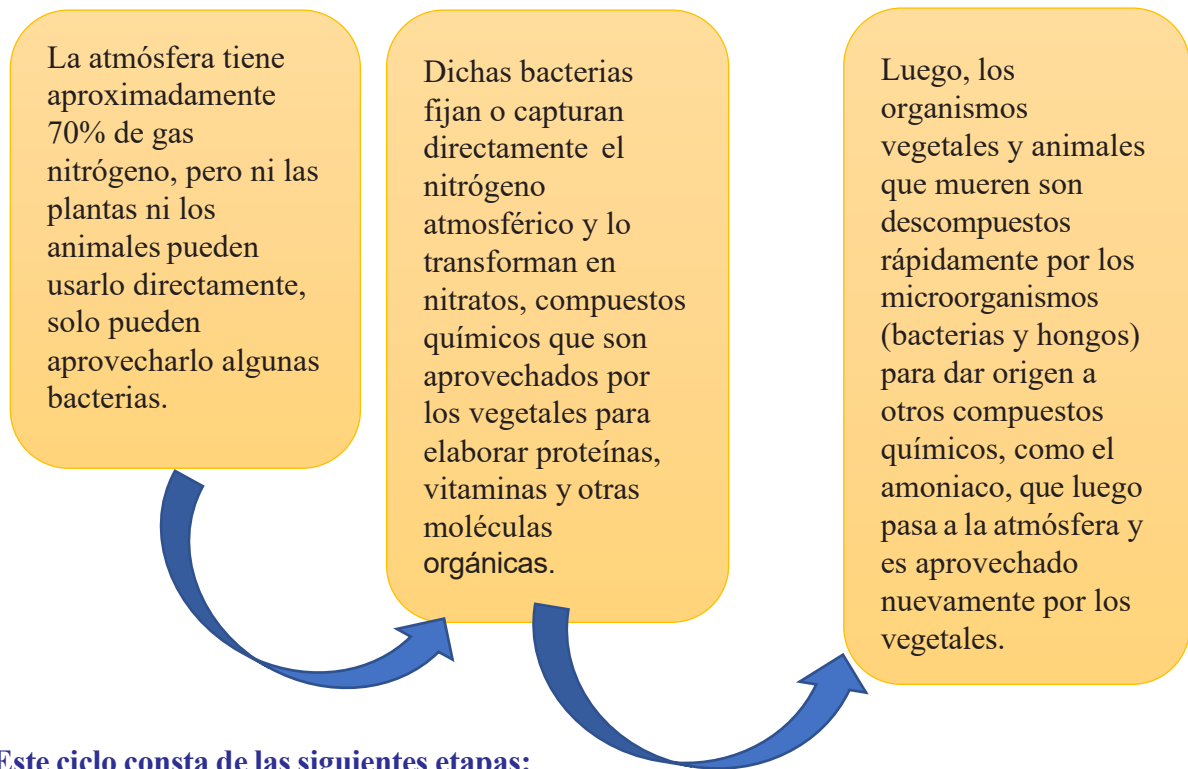 La atmósfera tiene
aproximadamente
70% de gas
nitrógeno, pero ni las
plantas ni los
animales pueden
usarlo directamente,
solo pueden
aprovecharlo algunas
bacterias.
Dichas bacterias
fijan o capturan
directamente el
nitrógeno
atmosférico y lo
transforman en
nitratos, compuestos
químicos que son
aprovechados por
los vegetales para
elaborar proteínas,
vitaminas y otras
moléculas
orgánicas.
Luego, los
organismos
vegetales y animales
que mueren son
descompuestos
rápidamente por los
microorganismos
(bacterias y hongos)
para dar origen a
otros compuestos
químicos, como el
amoniaco, que luego
pasa a la atmósfera y
es aprovechado
nuevamente por los
vegetales.
Este ciclo consta de las siguientes etapas: